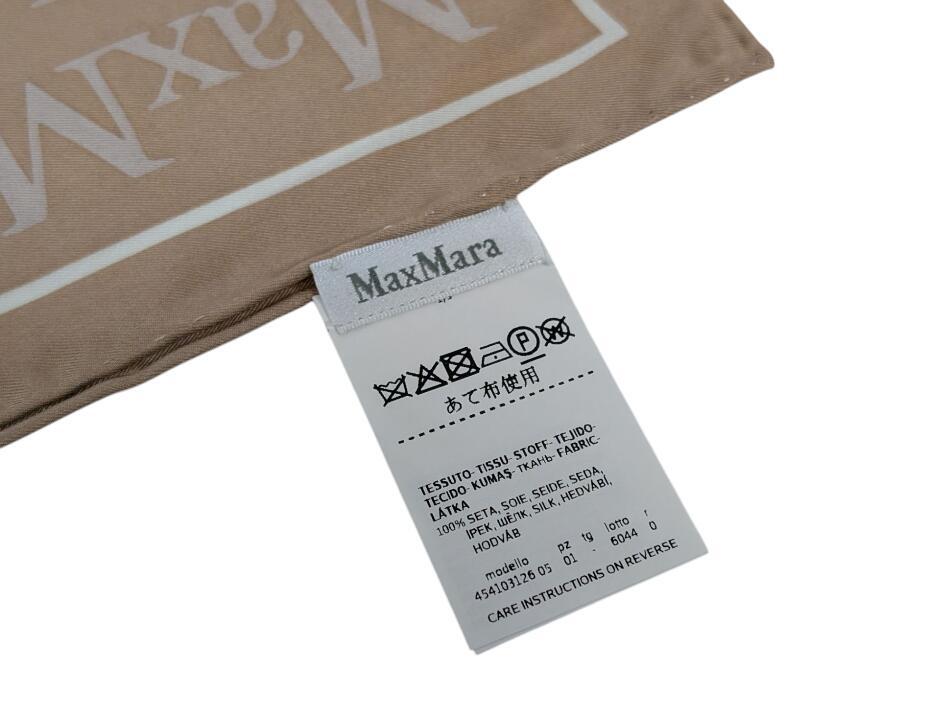 MaxM
MaxMara
P W
あて布使用
TESSUTO- TISSU- STOFF- TEJIDO-
TECIDO- KUMAŞ- ТКАНЬ- FABRIC-
LÁTKA
100% SETA, SOIE, SEIDE, SEDA,
IPEK, ШЁЛК, SILK, HEDVÁBÍ,
HODVÁB
modello pz tg lotto r
454103126 05 01 - 6044 0
CARE INSTRUCTIONS ON REVERSE